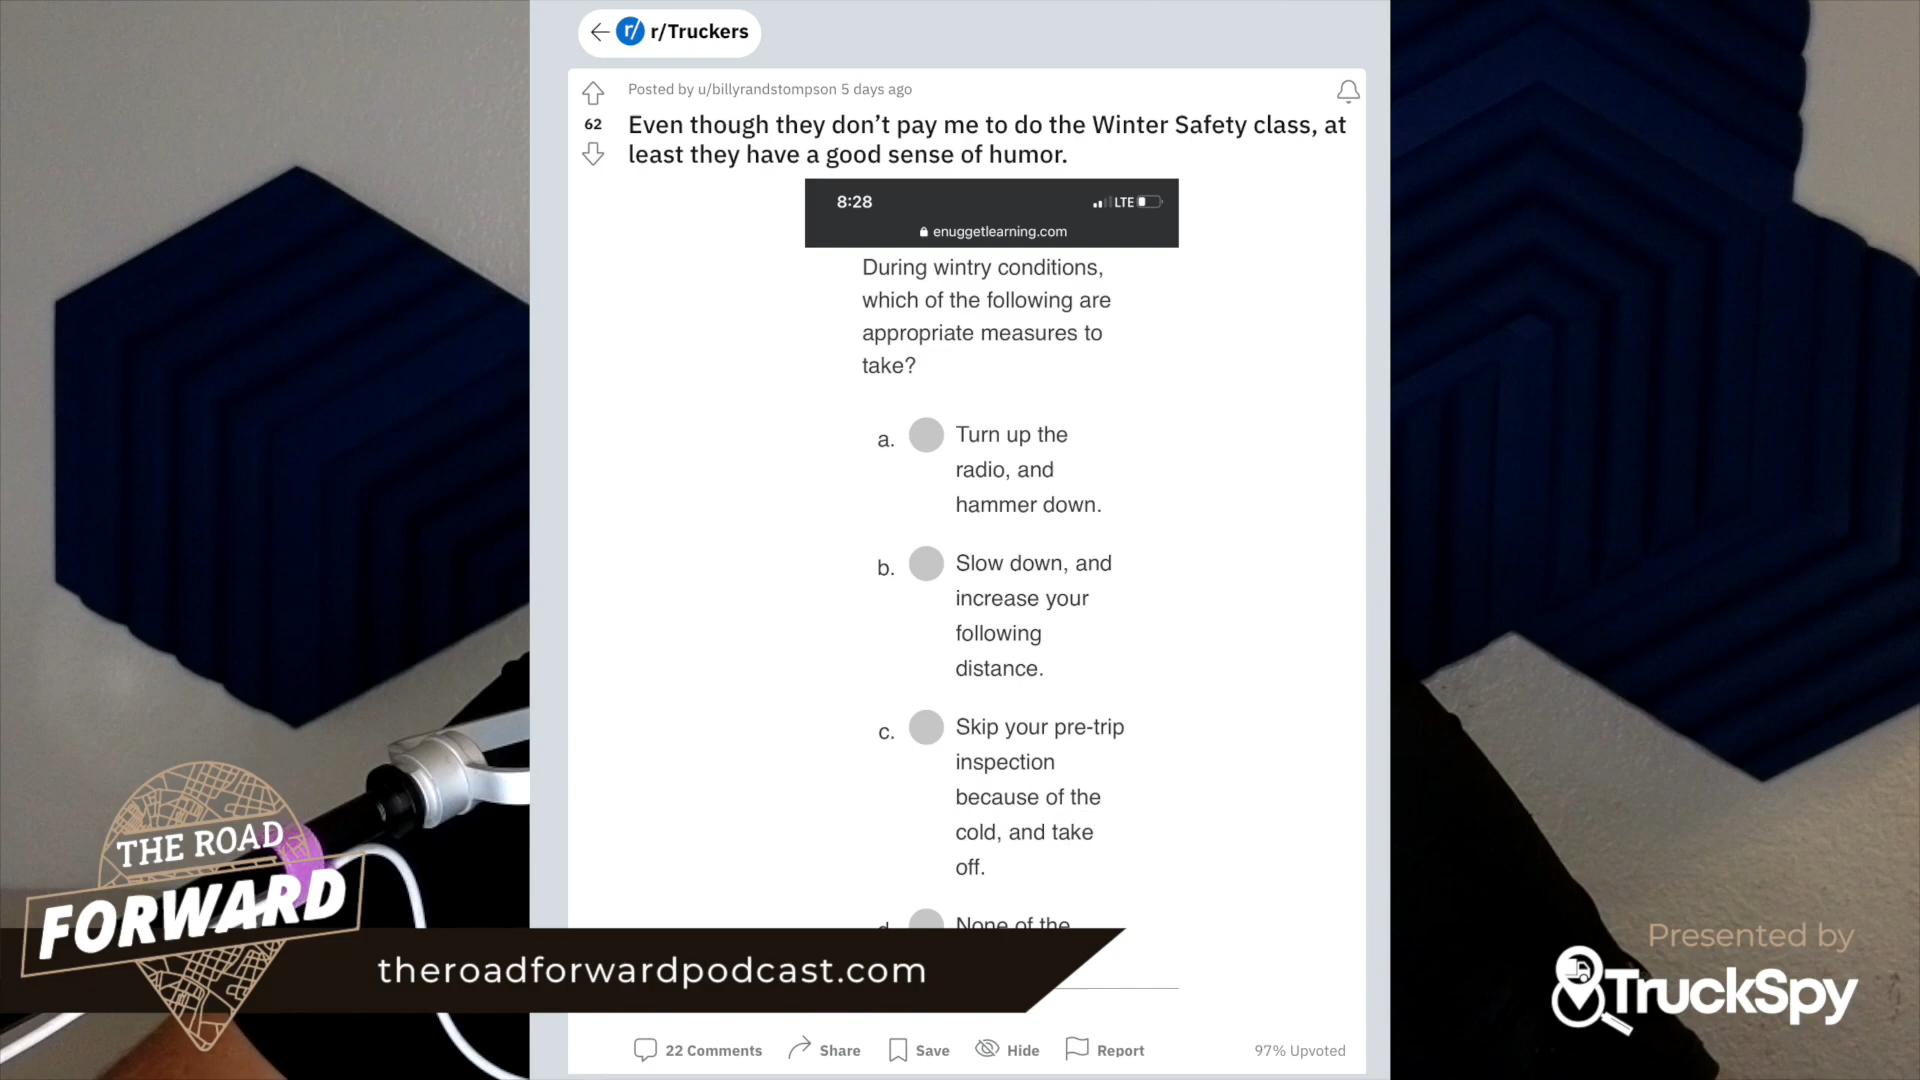 r/ r/Truckers
Posted by u/billyrandstompson 5 days ago
62
Even though they don’t pay me to do the Winter Safety class, at
least they have a good sense of humor.
8:28
LTE
enuggetlearning.com
During wintry conditions,
which of the following are
appropriate measures to
take?
a. Turn up the
radio, and
hammer down.
b. Slow down, and
increase your
following
distance.
c. Skip your pre-trip
inspection
because of the
cold, and take
off.
d. None of the
THE ROAD
FORWARD
theroadforwardpodcast.com
Presented by
TruckSpy
22 Comments Share Save Hide Report 97% Upvoted